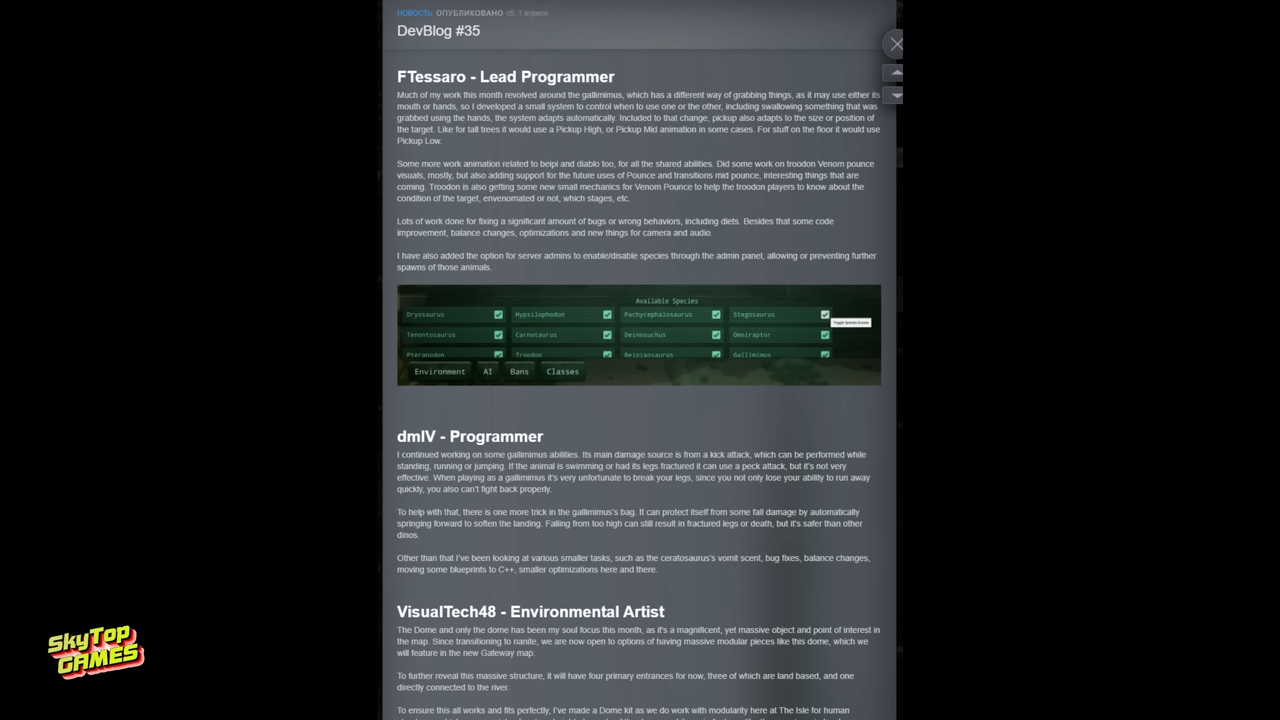 НОВОСТЬ ОПУБЛИКОВАНО сб, 1 апреля
DevBlog #35
FTessaro - Lead Programmer
Much of my work this month revolved around the gallimimus, which has a different way of grabbing things, as it may use either its
mouth or hands, so I developed a small system to control when to use one or the other, including swallowing something that was
grabbed using the hands, the system adapts automatically. Included to that change, pickup also adapts to the size or position of
the target. Like for tall trees it would use a Pickup High, or Pickup Mid animation in some cases. For stuff on the floor it would use
Pickup Low.
Some more work animation related to beipi and diablo too, for all the shared abilities. Did some work on troodon Venom pounce
visuals, mostly, but also adding support for the future uses of Pounce and transitions mid pounce, interesting things that are
coming. Troodon is also getting some new small mechanics for Venom Pounce to help the troodon players to know about the
condition of the target, envenomated or not, which stages, etc.
Lots of work done for fixing a significant amount of bugs or wrong behaviors, including diets. Besides that some code
improvement, balance changes, optimizations and new things for camera and audio.
I have also added the option for server admins to enable/disable species through the admin panel, allowing or preventing further
spawns of those animals.
Available Species
Dryosaurus Hypsilophodon Pachycephalosaurus Stegosaurus
Toggle Species Access
Tenontosaurus Carnotaurus Deinosuchus Omniraptor
Pteranodon Troodon Beipiaosaurus Gallimimus
Environment AI Bans Classes
dmIV - Programmer
I continued working on some gallimimus abilities. Its main damage source is from a kick attack, which can be performed while
standing, running or jumping. If the animal is swimming or had its legs fractured it can use a peck attack, but it's not very
effective. When playing as a gallimimus it's very unfortunate to break your legs, since you not only lose your ability to run away
quickly, you also can't fight back properly.
To help with that, there is one more trick in the gallimimus's bag. It can protect itself from some fall damage by automatically
springing forward to soften the landing. Falling from too high can still result in fractured legs or death, but it's safer than other
dinos.
Other than that I've been looking at various smaller tasks, such as the ceratosaurus's vomit scent, bug fixes, balance changes,
moving some blueprints to C++, smaller optimizations here and there.
VisualTech48 - Environmental Artist
The Dome and only the dome has been my soul focus this month, as it's a magnificent, yet massive object and point of interest in
the map. Since transitioning to nanite, we are now open to options of having massive modular pieces like this dome, which we
will feature in the new Gateway map.
To further reveal this massive structure, it will have four primary entrances for now, three of which are land based, and one
directly connected to the river.
To ensure this all works and fits perfectly, I've made a Dome kit as we do work with modularity here at The Isle for human
SkyTop
GAMES